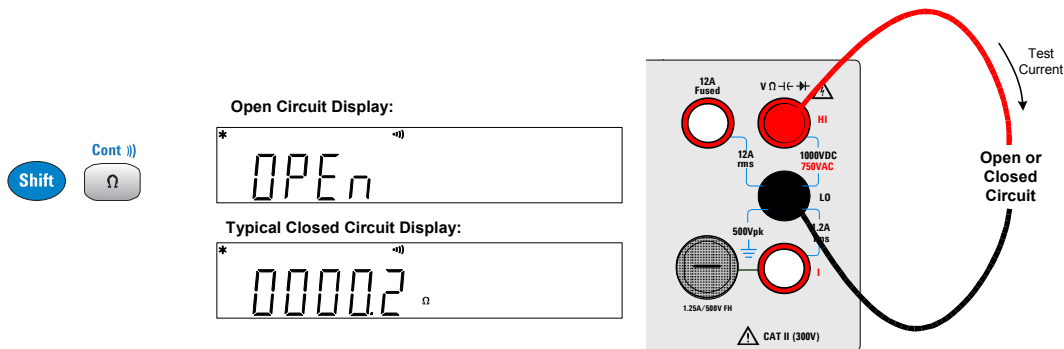 Cont
Shift
Ω
Open Circuit Display:
*
OPEn
Typical Closed Circuit Display:
*
0000.2 Ω
12A
Fused
V Ω
HI
12A
rms
1000VDC
750VAC
LO
500Vpk
1.2A
rms
I
1.25A/500V FH
CAT II (300V)
Test
Current
Open or
Closed
Circuit